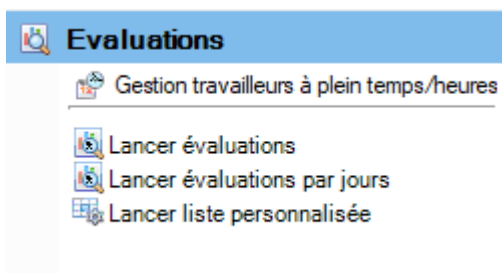 Evaluations
Gestion travailleurs à plein temps/heures
Lancer évaluations
Lancer évaluations par jours
Lancer liste personnalisée